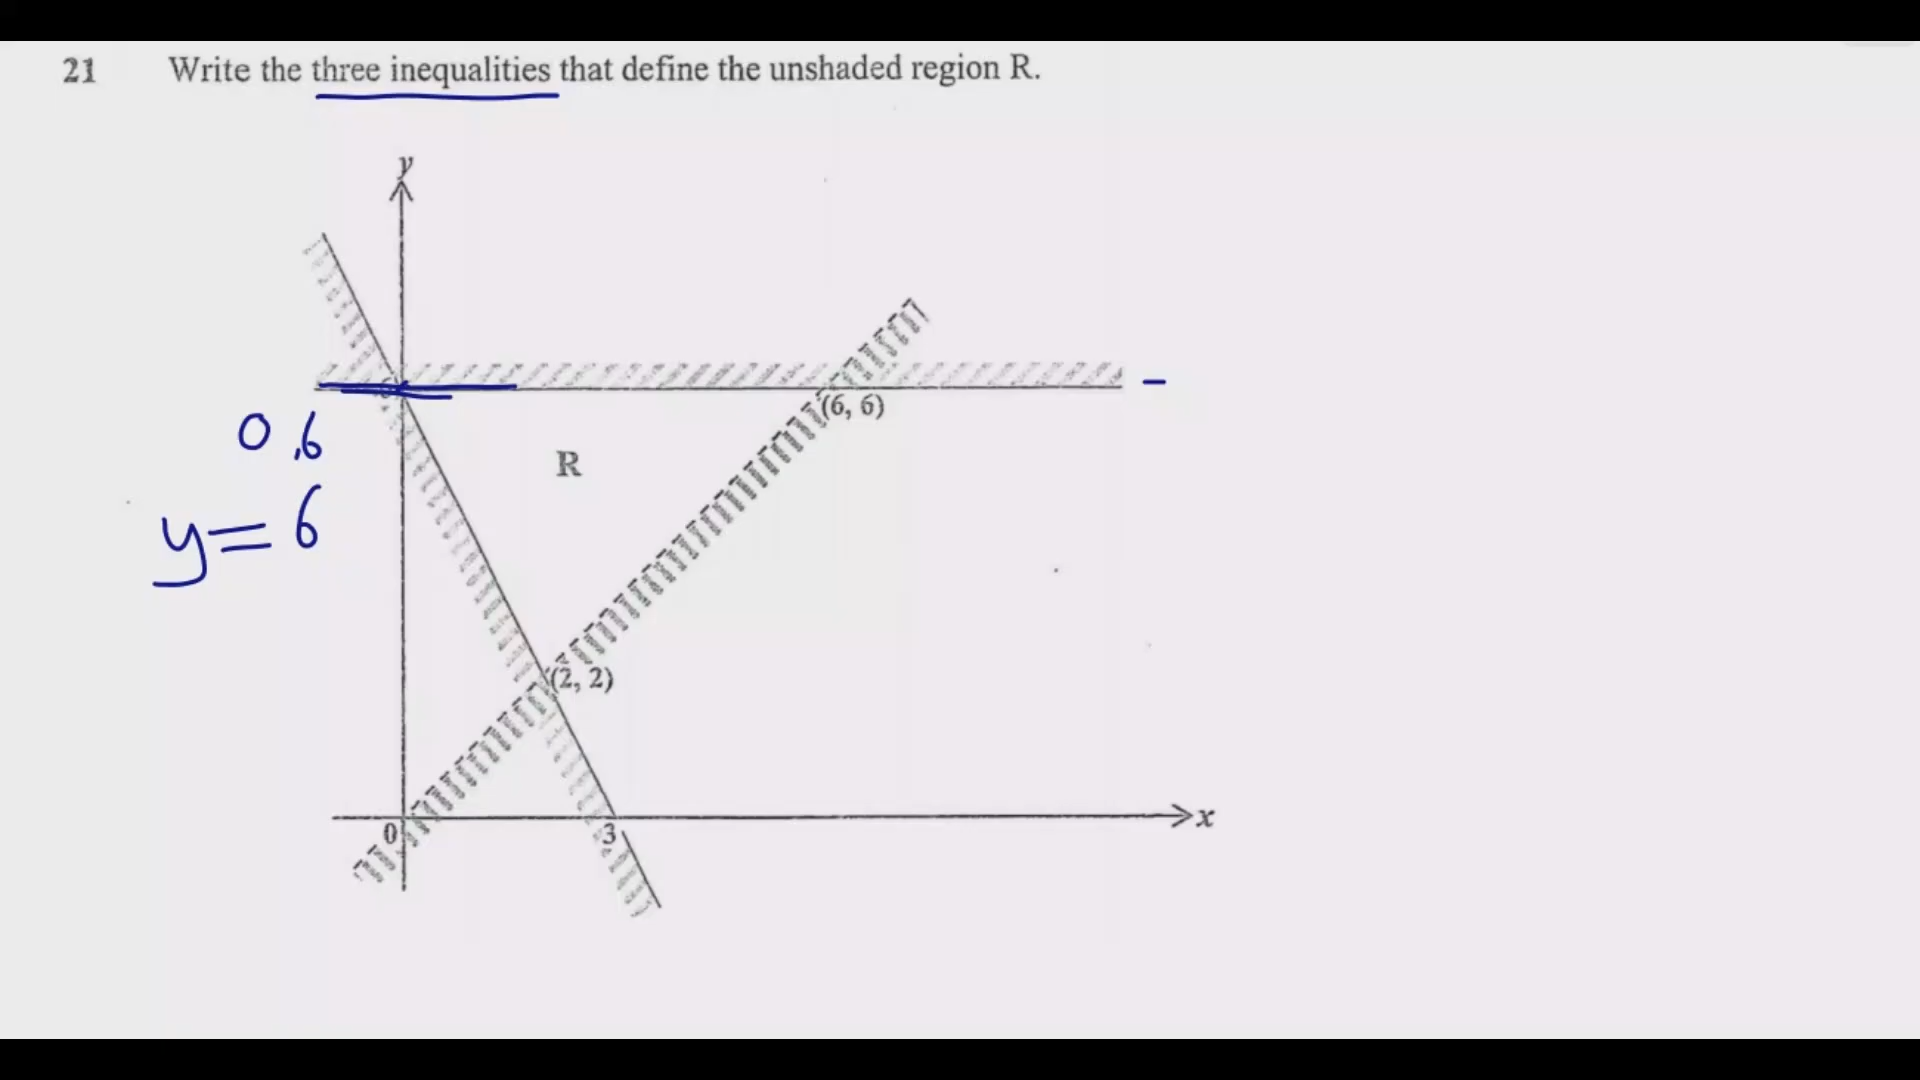 21 Write the three inequalities that define the unshaded region R.
y
(6, 6)
0,6
R
y = 6
(2, 2)
0
3
x